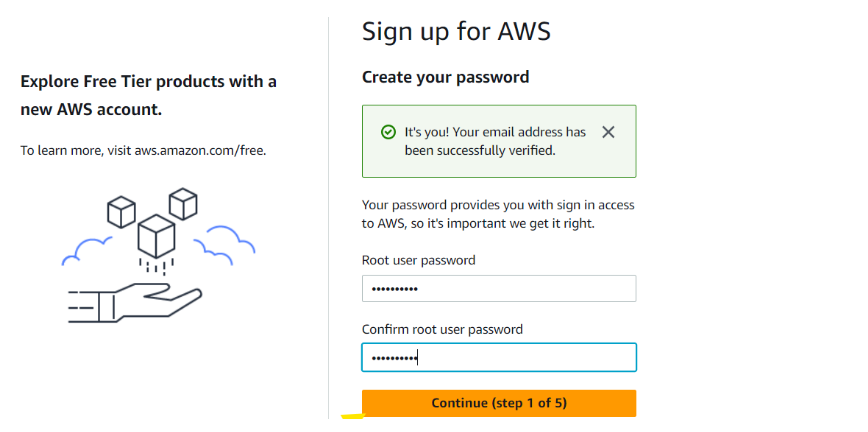 Explore Free Tier products with a
new AWS account.
To learn more, visit aws.amazon.com/free.
Sign up for AWS
Create your password
It's you! Your email address has
been successfully verified.
Your password provides you with sign in access
to AWS, so it's important we get it right.
Root user password
••••••••••
Confirm root user password
••••••••••
Continue (step 1 of 5)